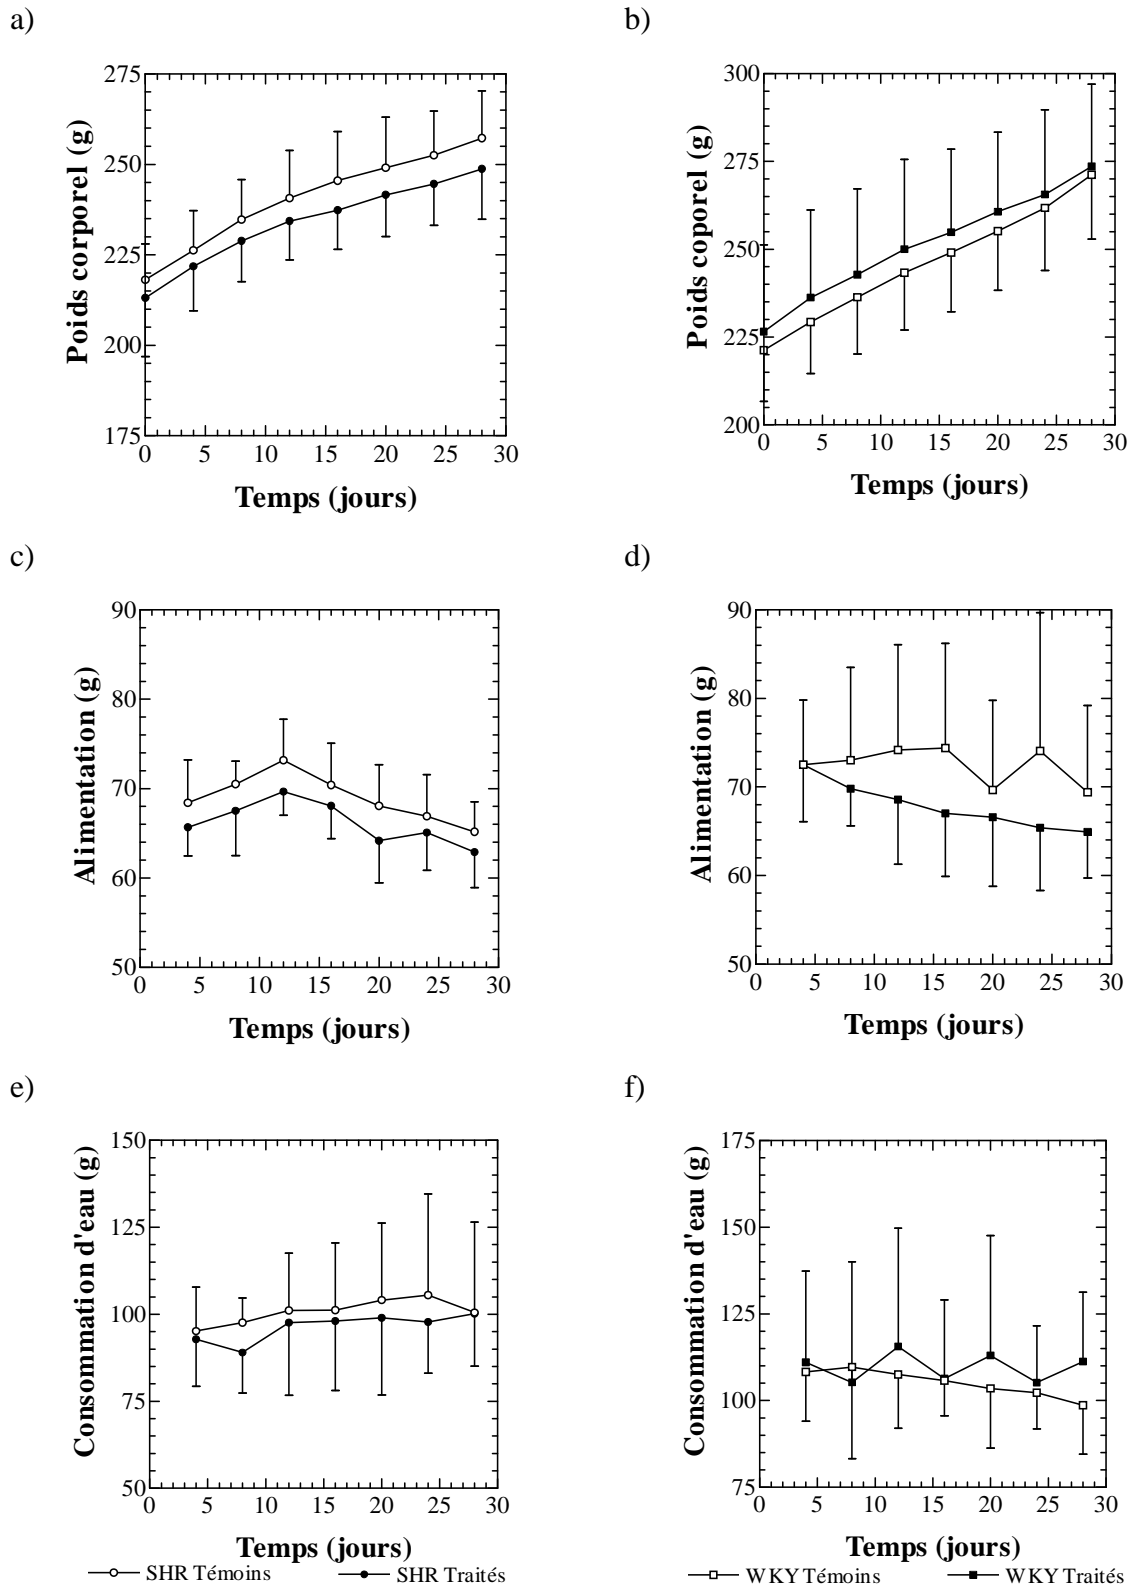 a)
b)
275
250
225
200
175
Poids corporel (g)
0 5 10 15 20 25 30
Temps (jours)
300
275
250
225
200
Poids coporel (g)
0 5 10 15 20 25 30
Temps (jours)
c)
d)
90
80
70
60
50
Alimentation (g)
0 5 10 15 20 25 30
Temps (jours)
90
80
70
60
50
Alimentation (g)
0 5 10 15 20 25 30
Temps (jours)
e)
f)
150
125
100
75
50
Consommation d'eau (g)
0 5 10 15 20 25 30
Temps (jours)
175
150
125
100
75
Consommation d'eau (g)
0 5 10 15 20 25 30
Temps (jours)
SHR Témoins SHR Traités
WKY Témoins WKY Traités